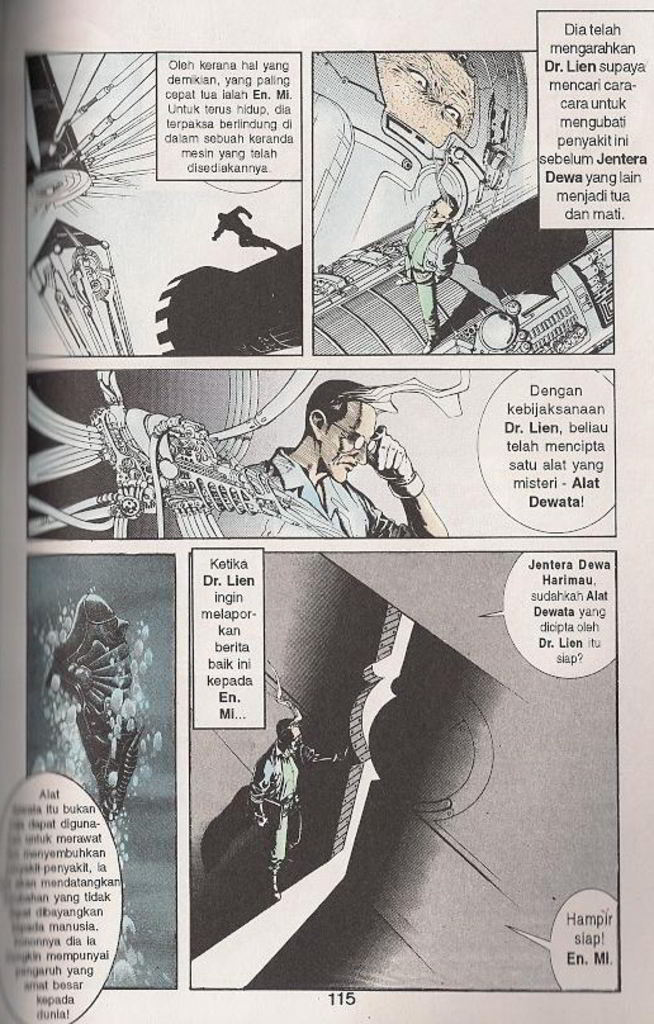 Oleh kerana hal yang
demikian, yang paling
cepat tua ialah En. Mi.
Untuk terus hidup, dia
terpaksa berlindung di
dalam sebuah keranda
mesin yang telah
disediakannya.
Dia telah
mengarahkan
Dr. Lien supaya
mencari cara-
cara untuk
mengubati
penyakit ini
sebelum Jentera
Dewa yang lain
menjadi tua
dan mati.
Dengan
kebijaksanaan
Dr. Lien, beliau
telah mencipta
satu alat yang
misteri - Alat
Dewata!
Alat
itu bukan
dapat diguna-
untuk merawat
menyembuhkan
penyakit, ia
akan mendatangkan
yang tidak
dibayangkan
manusia.
dia ia
mempunyai
pengaruh yang
amat besar
kepada
dunia!
Ketika
Dr. Lien
ingin
melapor-
kan
berita
baik ini
kepada
En.
Mi...
Jentera Dewa
Harimau,
sudahkah Alat
Dewata yang
dicipta oleh
Dr. Lien itu
siap?
Hampir
siap!
En. Mi.
115